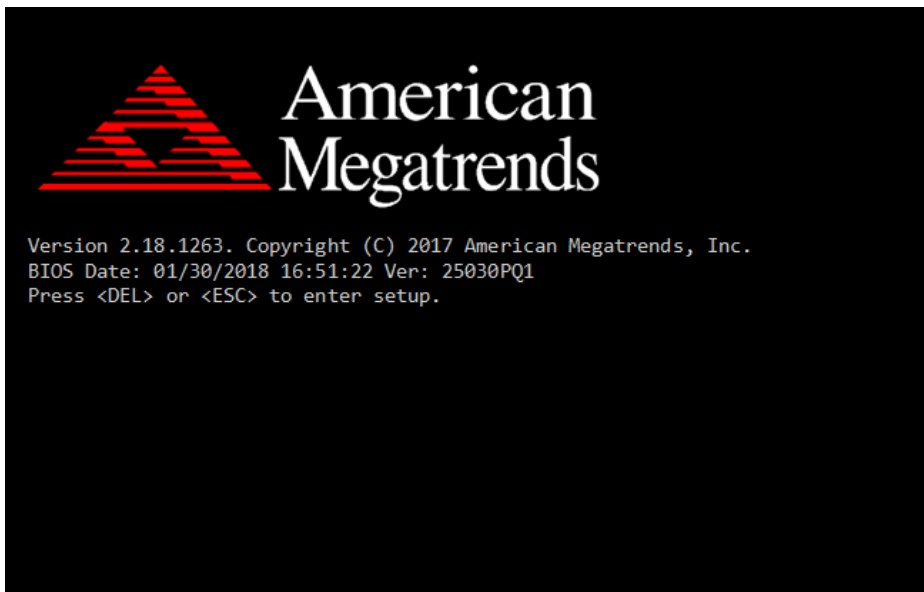 American
Megatrends
Version 2.18.1263. Copyright (C) 2017 American Megatrends, Inc.
BIOS Date: 01/30/2018 16:51:22 Ver: 25030PQ1
Press <DEL> or <ESC> to enter setup.